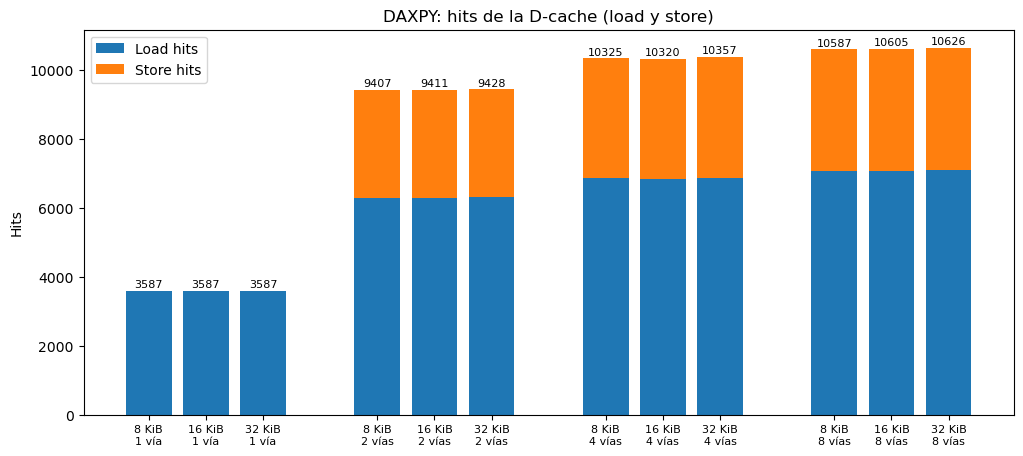 DAXPY: hits de la D-cache (load y store)
Load hits
Store hits
Hits
10000
8000
6000
4000
2000
0
3587
3587
3587
9407
9411
9428
10325
10320
10357
10587
10605
10626
8 KiB
1 vía
16 KiB
1 vía
32 KiB
1 vía
8 KiB
2 vías
16 KiB
2 vías
32 KiB
2 vías
8 KiB
4 vías
16 KiB
4 vías
32 KiB
4 vías
8 KiB
8 vías
16 KiB
8 vías
32 KiB
8 vías